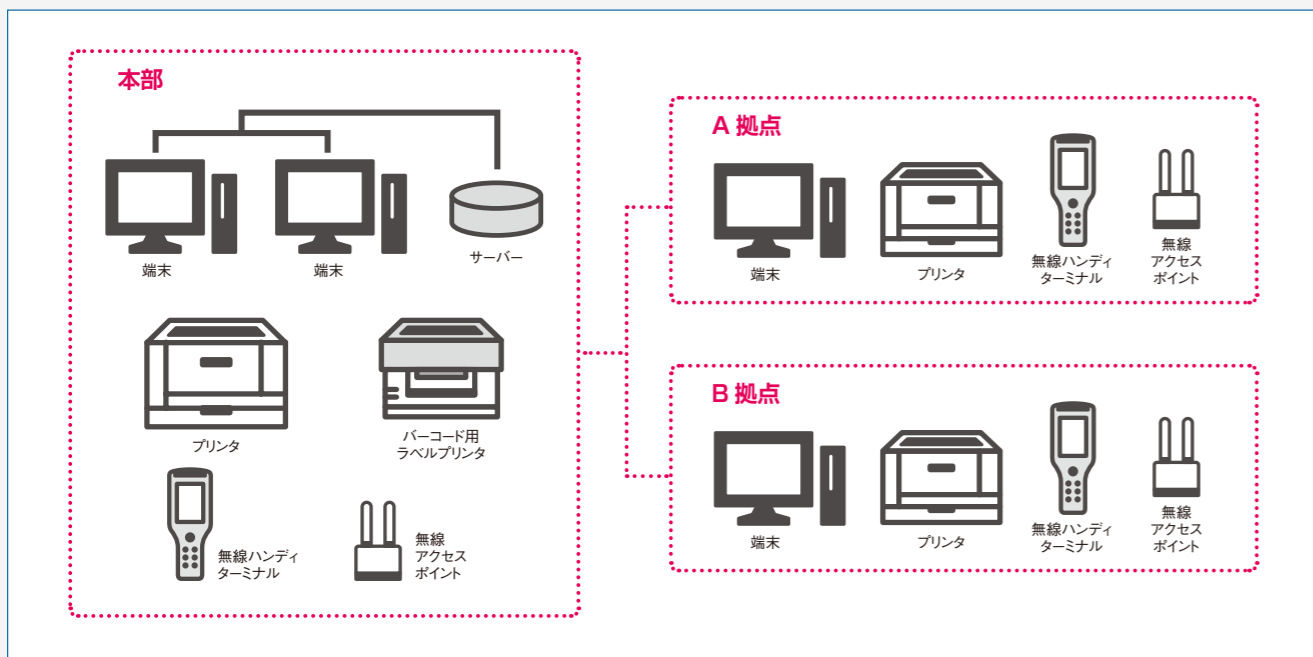 本部
端末
端末
サーバー
プリンタ
バーコード用
ラベルプリンタ
無線ハンディ
ターミナル
無線
アクセス
ポイント
A 拠点
端末
プリンタ
無線ハンディ
ターミナル
無線
アクセス
ポイント
B 拠点
端末
プリンタ
無線ハンディ
ターミナル
無線
アクセス
ポイント